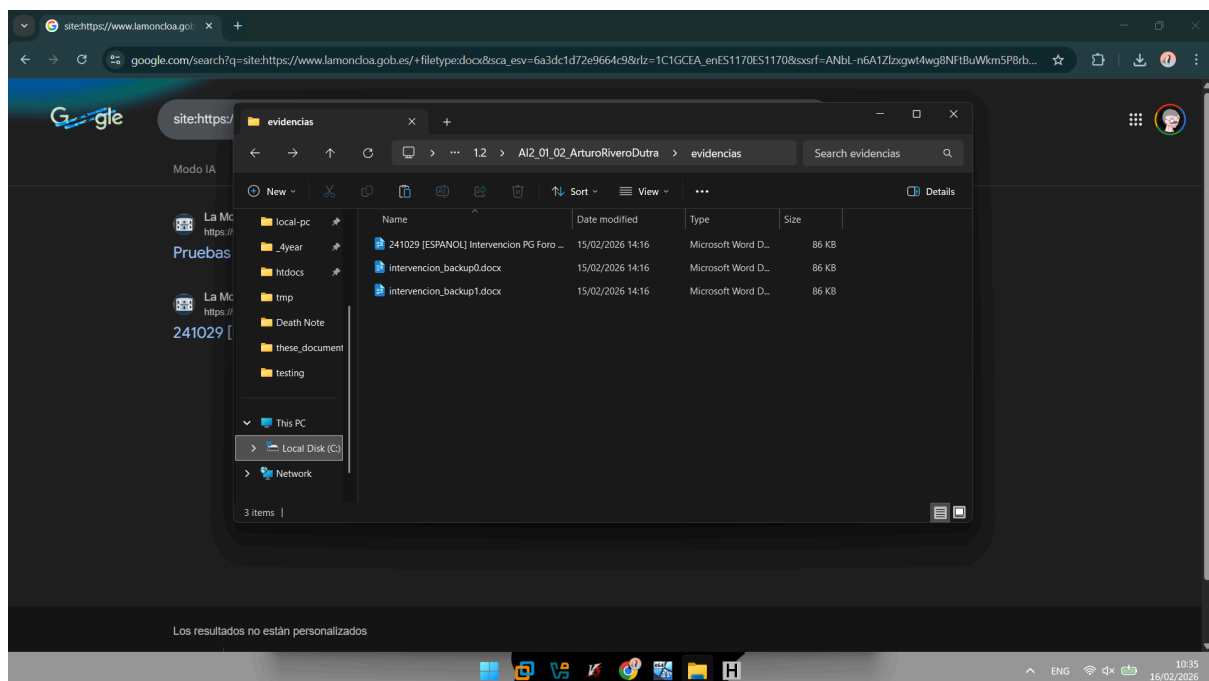 site:https://www.lamoncloa.gob
google.com/search?q=site:https://www.lamoncloa.gob.es/+filetype:docx&sca_esv=6a3dc1d72e9664c9&rlz=1C1GCEA_enES1170ES1170&sxsrf=ANbL-n6A1Zlzxgwt4wg8NFtBuWkm5P8rb...
Google
site:https:/
Modo IA
La Mo
https://
Pruebas
La Mo
https://
241029 [
evidencias
1.2 > AI2_01_02_ArturoRiveroDutra > evidencias
Search evidencias
New
Sort
View
Details
local-pc
_4year
htdocs
tmp
Death Note
these_document
testing
This PC
Local Disk (C:)
Network
Name Date modified Type Size
241029 [ESPANOL] Intervencion PG Foro ... 15/02/2026 14:16 Microsoft Word D... 86 KB
intervencion_backup0.docx 15/02/2026 14:16 Microsoft Word D... 86 KB
intervencion_backup1.docx 15/02/2026 14:16 Microsoft Word D... 86 KB
3 items
Los resultados no están personalizados
ENG
10:35
16/02/2026